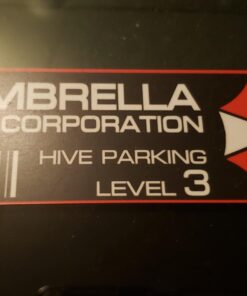 MBRELLA
CORPORATION
HIVE PARKING
LEVEL 3